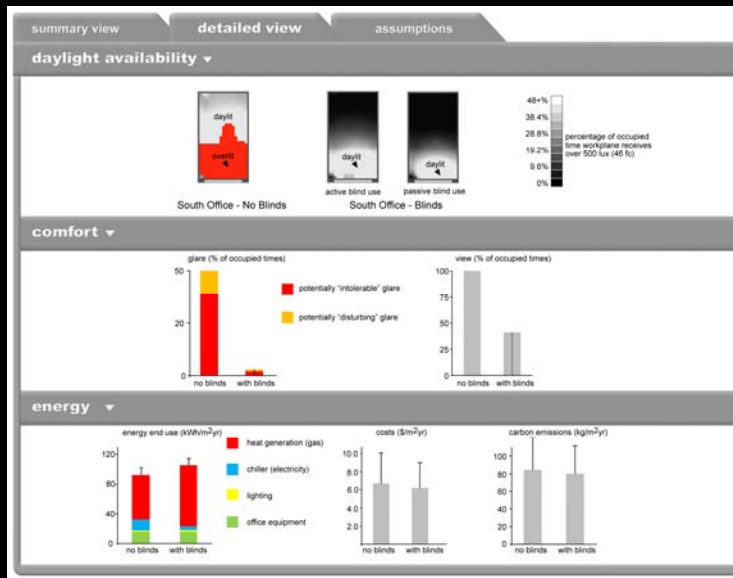 summary view
detailed view
assumptions
daylight availability
daylit
overlit
South Office - No Blinds
daylit
active blind use
daylit
passive blind use
South Office - Blinds
48+%
38.4%
28.8%
19.2%
9.6%
0%
percentage of occupied
time workplane receives
over 500 lux (46 fc)
comfort
glare (% of occupied times)
50
20
0
no blinds
with blinds
potentially "intolerable" glare
potentially "disturbing" glare
view (% of occupied times)
100
75
50
25
0
no blinds
with blinds
energy
energy end use (kWh/m2yr)
120
80
40
0
no blinds
with blinds
heat generation (gas)
chiller (electricity)
lighting
office equipment
costs ($/m2yr)
10.0
8.0
6.0
4.0
2.0
no blinds
with blinds
carbon emissions (kg/m2yr)
100
80
60
40
20
0
no blinds
with blinds